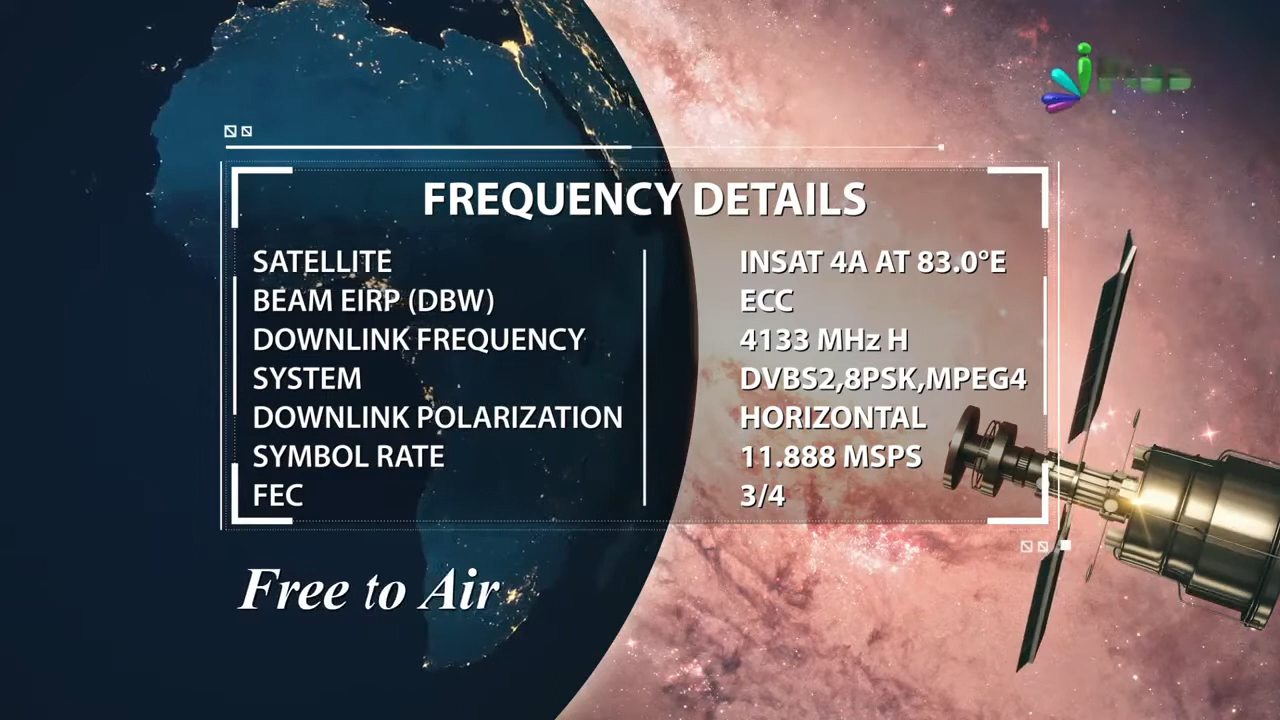 FREQUENCY DETAILS
SATELLITE INSAT 4A AT 83.0°E
BEAM EIRP (DBW) ECC
DOWNLINK FREQUENCY 4133 MHz H
SYSTEM DVBS2,8PSK,MPEG4
DOWNLINK POLARIZATION HORIZONTAL
SYMBOL RATE 11.888 MSPS
FEC 3/4
Free to Air